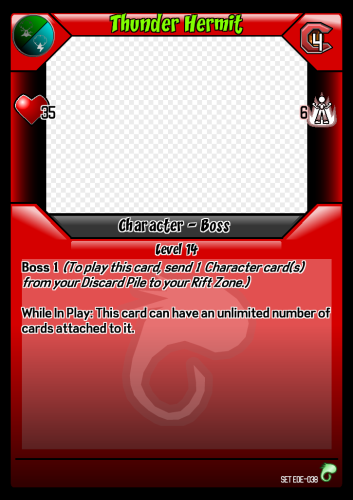 Thunder Hermit
4
35
6
Character - Boss
Level 14
Boss 1 (To play this card, send 1 Character card(s)
from your Discard Pile to your Rift Zone.)
While In Play: This card can have an unlimited number of
cards attached to it.
SET EDE-038